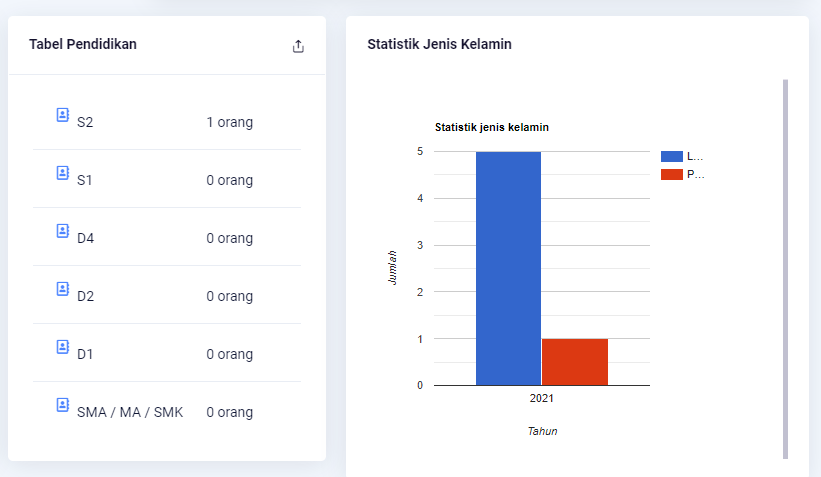 Tabel Pendidikan
S2 1 orang
S1 0 orang
D4 0 orang
D2 0 orang
D1 0 orang
SMA / MA / SMK 0 orang
Statistik Jenis Kelamin
Statistik jenis kelamin
5
4
3
2
1
0
Jumlah
2021
Tahun
L...
P...